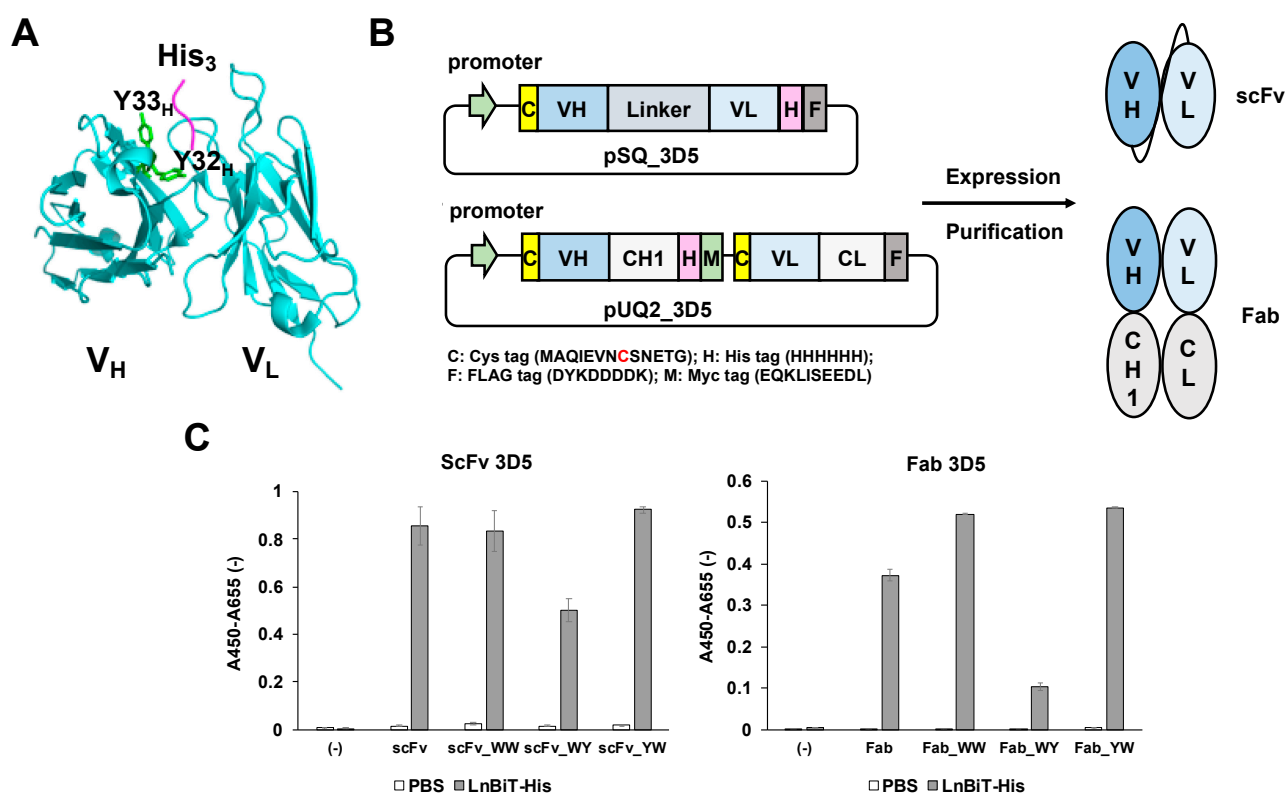 A
His3
Y33H
Y32H
VH
VL
B
promoter
C VH Linker VL H F
pSQ_3D5
promoter
C VH CH1 H M C VL CL F
pUQ2_3D5
C: Cys tag (MAQIEVNCSNETG); H: His tag (HHHHHH);
F: FLAG tag (DYKDDDDK); M: Myc tag (EQKLISEEDL)
Expression
Purification
V
H
V
L
scFv
V
H
V
L
C
H
1
C
L
Fab
C
ScFv 3D5
A450-A655 (-)
1
0.8
0.6
0.4
0.2
0
(-) scFv scFv_WW scFv_WY scFv_YW
PBS LnBiT-His
Fab 3D5
A450-A655 (-)
0.6
0.5
0.4
0.3
0.2
0.1
0
(-) Fab Fab_WW Fab_WY Fab_YW
PBS LnBiT-His